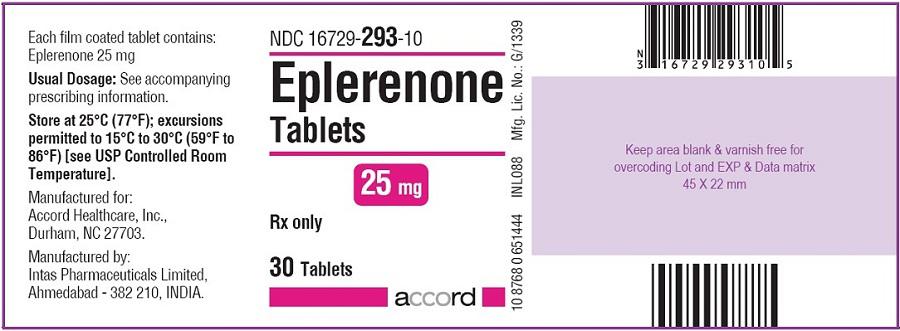 Each film coated tablet contains:
Eplerenone 25 mg
Usual Dosage: See accompanying
prescribing information.
Store at 25°C (77°F); excursions
permitted to 15°C to 30°C (59°F to
86°F) [see USP Controlled Room
Temperature].
Manufactured for:
Accord Healthcare, Inc.,
Durham, NC 27703.
Manufactured by:
Intas Pharmaceuticals Limited,
Ahmedabad - 382 210, INDIA.
NDC 16729-293-10
Eplerenone
Tablets
25 mg
Rx only
30 Tablets
accord
10 8768 0 651444 INL088 Mfg. Lic. No.: G/1339
N
3 16729 29310 5
Keep area blank & varnish free for
overcoding Lot and EXP & Data matrix
45 X 22 mm